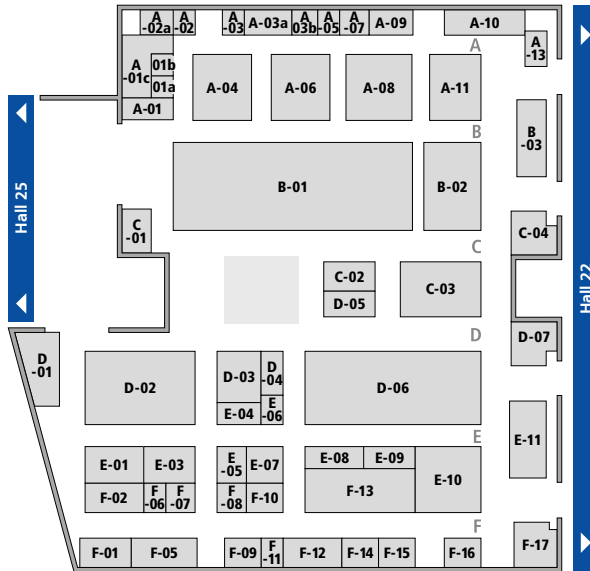 A
-02a
A
-02
A
-03
A-03a
A
03b
A
-05
A
-07
A-09
A-10
A
A
-13
A
-01c
01b
01a
A-01
A-04
A-06
A-08
A-11
B
B
-03
B-01
B-02
Hall 25
C
-01
C
C-04
Hall 22
C-02
D-05
C-03
D
D-07
D
-01
D-02
D-03
D
-04
E-04
E
-06
D-06
E
E-11
E-01
E-03
F-02
F
-06
F
-07
E
-05
E-07
F
-08
F-10
E-08
E-09
F-13
E-10
F
F-01
F-05
F-09
F
-11
F-12
F-14
F-15
F-16
F-17